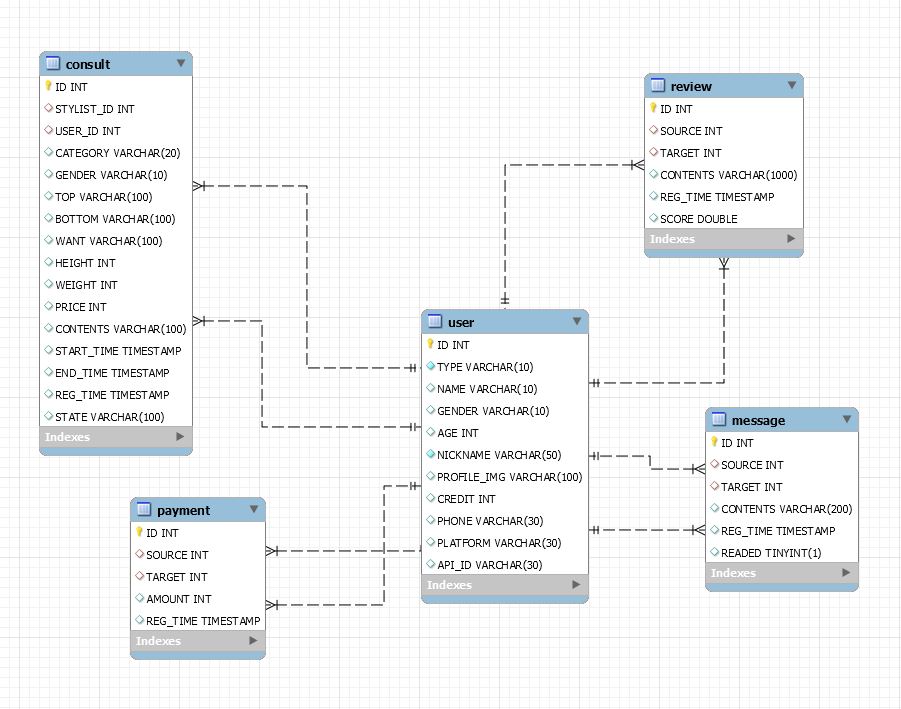 consult
ID INT
STYLIST_ID INT
USER_ID INT
CATEGORY VARCHAR(20)
GENDER VARCHAR(10)
TOP VARCHAR(100)
BOTTOM VARCHAR(100)
WANT VARCHAR(100)
HEIGHT INT
WEIGHT INT
PRICE INT
CONTENTS VARCHAR(100)
START_TIME TIMESTAMP
END_TIME TIMESTAMP
REG_TIME TIMESTAMP
STATE VARCHAR(100)
Indexes
review
ID INT
SOURCE INT
TARGET INT
CONTENTS VARCHAR(1000)
REG_TIME TIMESTAMP
SCORE DOUBLE
Indexes
user
ID INT
TYPE VARCHAR(10)
NAME VARCHAR(10)
GENDER VARCHAR(10)
AGE INT
NICKNAME VARCHAR(50)
PROFILE_IMG VARCHAR(100)
CREDIT INT
PHONE VARCHAR(30)
PLATFORM VARCHAR(30)
API_ID VARCHAR(30)
Indexes
message
ID INT
SOURCE INT
TARGET INT
CONTENTS VARCHAR(200)
REG_TIME TIMESTAMP
READED TINYINT(1)
Indexes
payment
ID INT
SOURCE INT
TARGET INT
AMOUNT INT
REG_TIME TIMESTAMP
Indexes